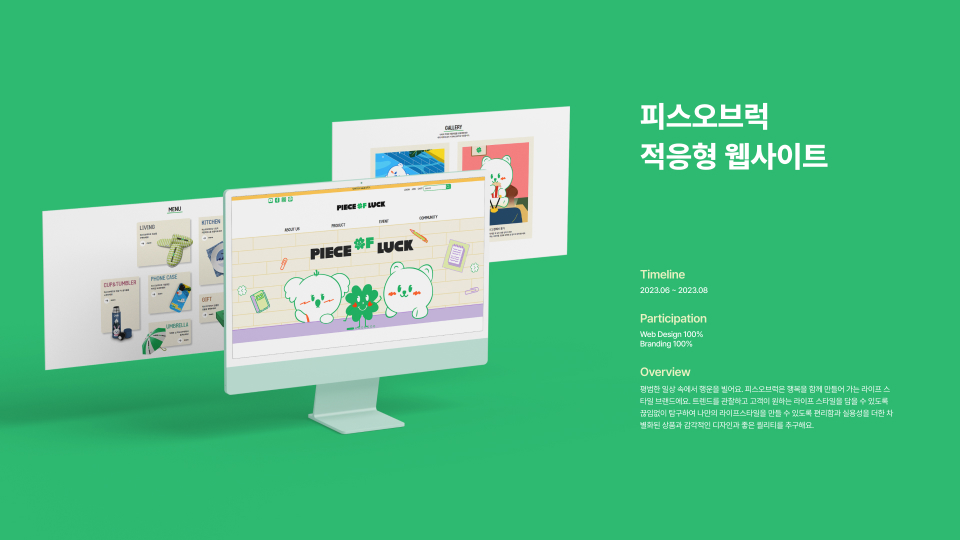 피스오브럭
적응형 웹사이트
Timeline
2023.06 ~ 2023.08
Participation
Web Design 100%
Branding 100%
Overview
평범한 일상 속에서 행운을 빌어요. 피스오브럭은 행복을 함께 만들어 가는 라이프 스
타일 브랜드에요. 트렌드를 관찰하고 고객이 원하는 라이프 스타일을 담을 수 있도록
끊임없이 탐구하여 나만의 라이프스타일을 만들 수 있도록 편리함과 실용성을 더한 차
별화된 상품과 감각적인 디자인과 좋은 퀄리티를 추구해요.
GALLERY
MENU
LIVING
KITCHEN
CUP&TUMBLER
PHONE CASE
GIFT
UMBRELLA
PIECE OF LUCK
ABOUT US
PRODUCT
EVENT
COMMUNITY
PIECE OF LUCK